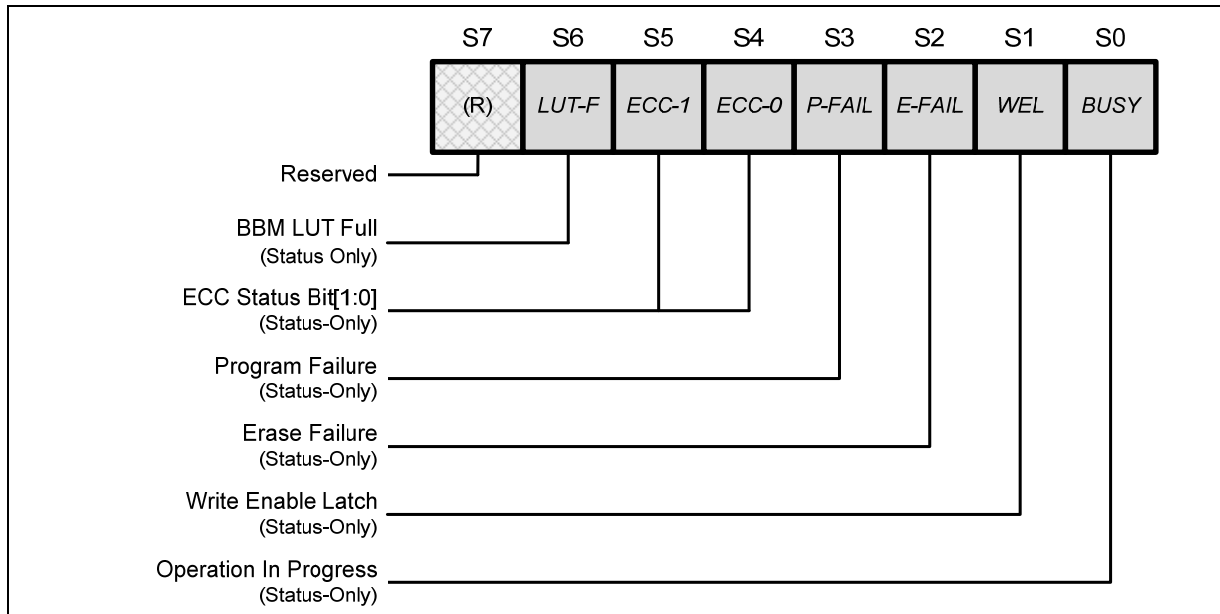 S7 S6 S5 S4 S3 S2 S1 S0
(R) LUT-F ECC-1 ECC-0 P-FAIL E-FAIL WEL BUSY
Reserved
BBM LUT Full
(Status Only)
ECC Status Bit[1:0]
(Status-Only)
Program Failure
(Status-Only)
Erase Failure
(Status-Only)
Write Enable Latch
(Status-Only)
Operation In Progress
(Status-Only)